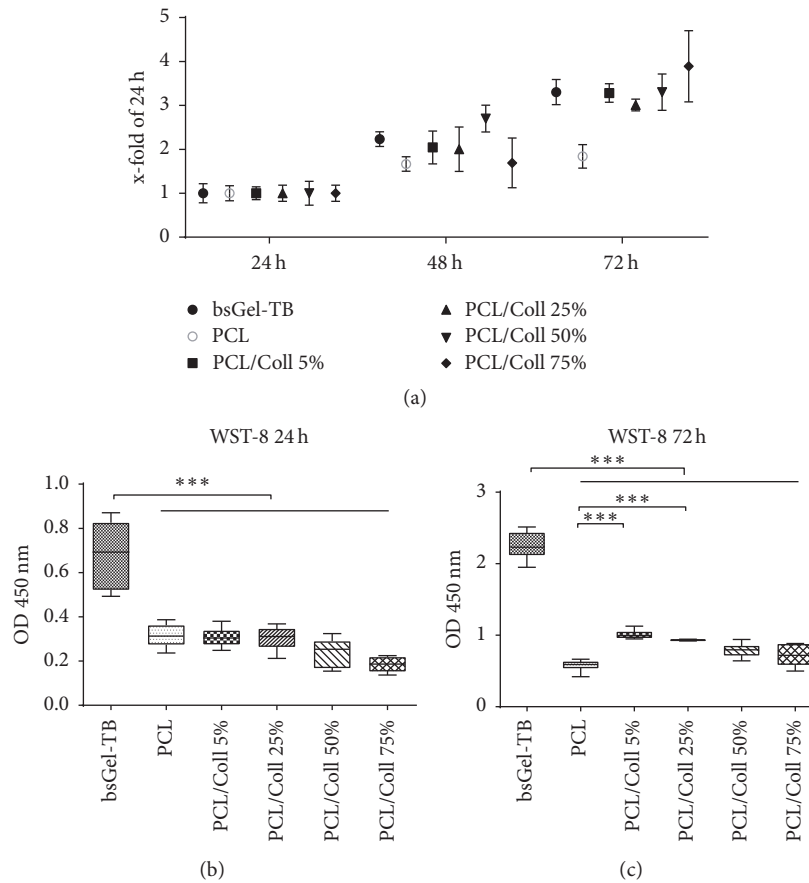 5
4
3
2
1
0
x-fold of 24 h
24 h 48 h 72 h
bsGel-TB
PCL
PCL/Coll 5%
PCL/Coll 25%
PCL/Coll 50%
PCL/Coll 75%
(a)
WST-8 24 h
***
1.0
0.8
0.6
0.4
0.2
0.0
OD 450 nm
bsGel-TB
PCL
PCL/Coll 5%
PCL/Coll 25%
PCL/Coll 50%
PCL/Coll 75%
(b)
WST-8 72 h
***
***
***
3
2
1
0
OD 450 nm
bsGel-TB
PCL
PCL/Coll 5%
PCL/Coll 25%
PCL/Coll 50%
PCL/Coll 75%
(c)